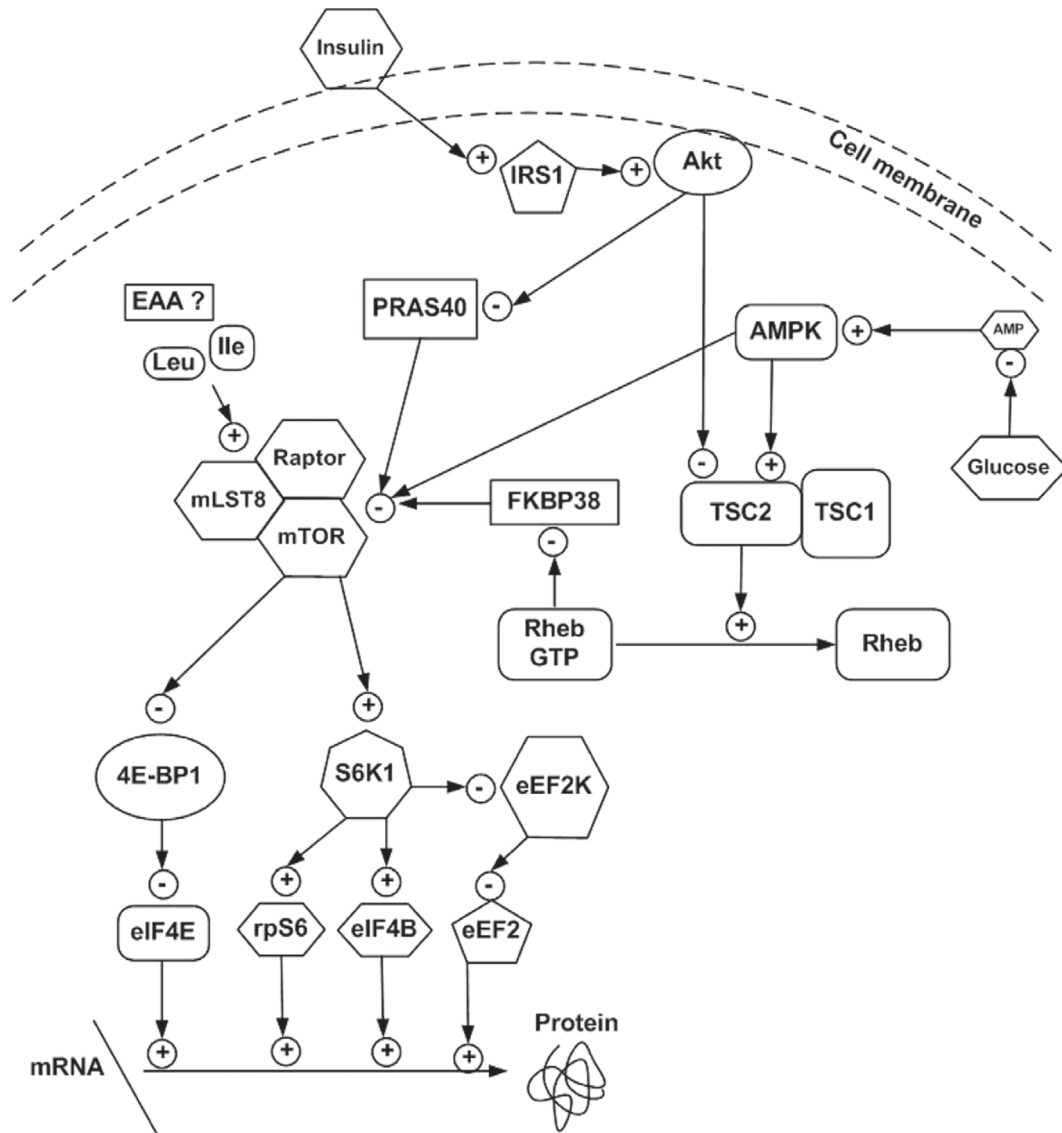 Insulin
+
IRS1
+
Akt
Cell membrane
EAA ?
Leu
Ile
+
PRAS40
-
AMPK
+
AMP
-
Glucose
Raptor
mLST8
mTOR
-
FKBP38
-
-
+
TSC2
TSC1
Rheb
GTP
+
Rheb
-
+
4E-BP1
S6K1
-
eEF2K
-
+
+
-
eIF4E
rpS6
eIF4B
eEF2
+
+
+
+
mRNA
Protein